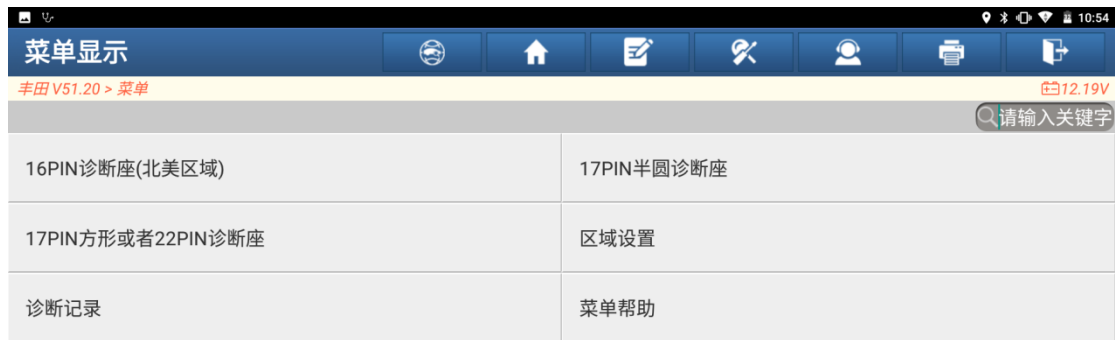 10:54
菜单显示
丰田 V51.20 > 菜单 12.19V
请输入关键字
16PIN诊断座(北美区域) 17PIN半圆诊断座
17PIN方形或者22PIN诊断座 区域设置
诊断记录 菜单帮助